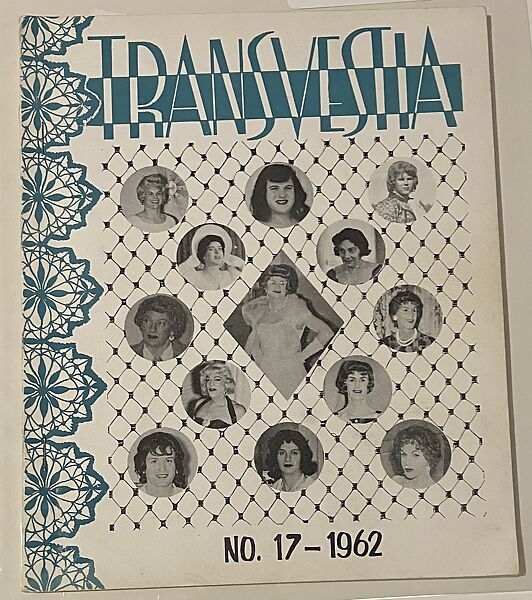 TRANSVESTIA
NO. 17 - 1962